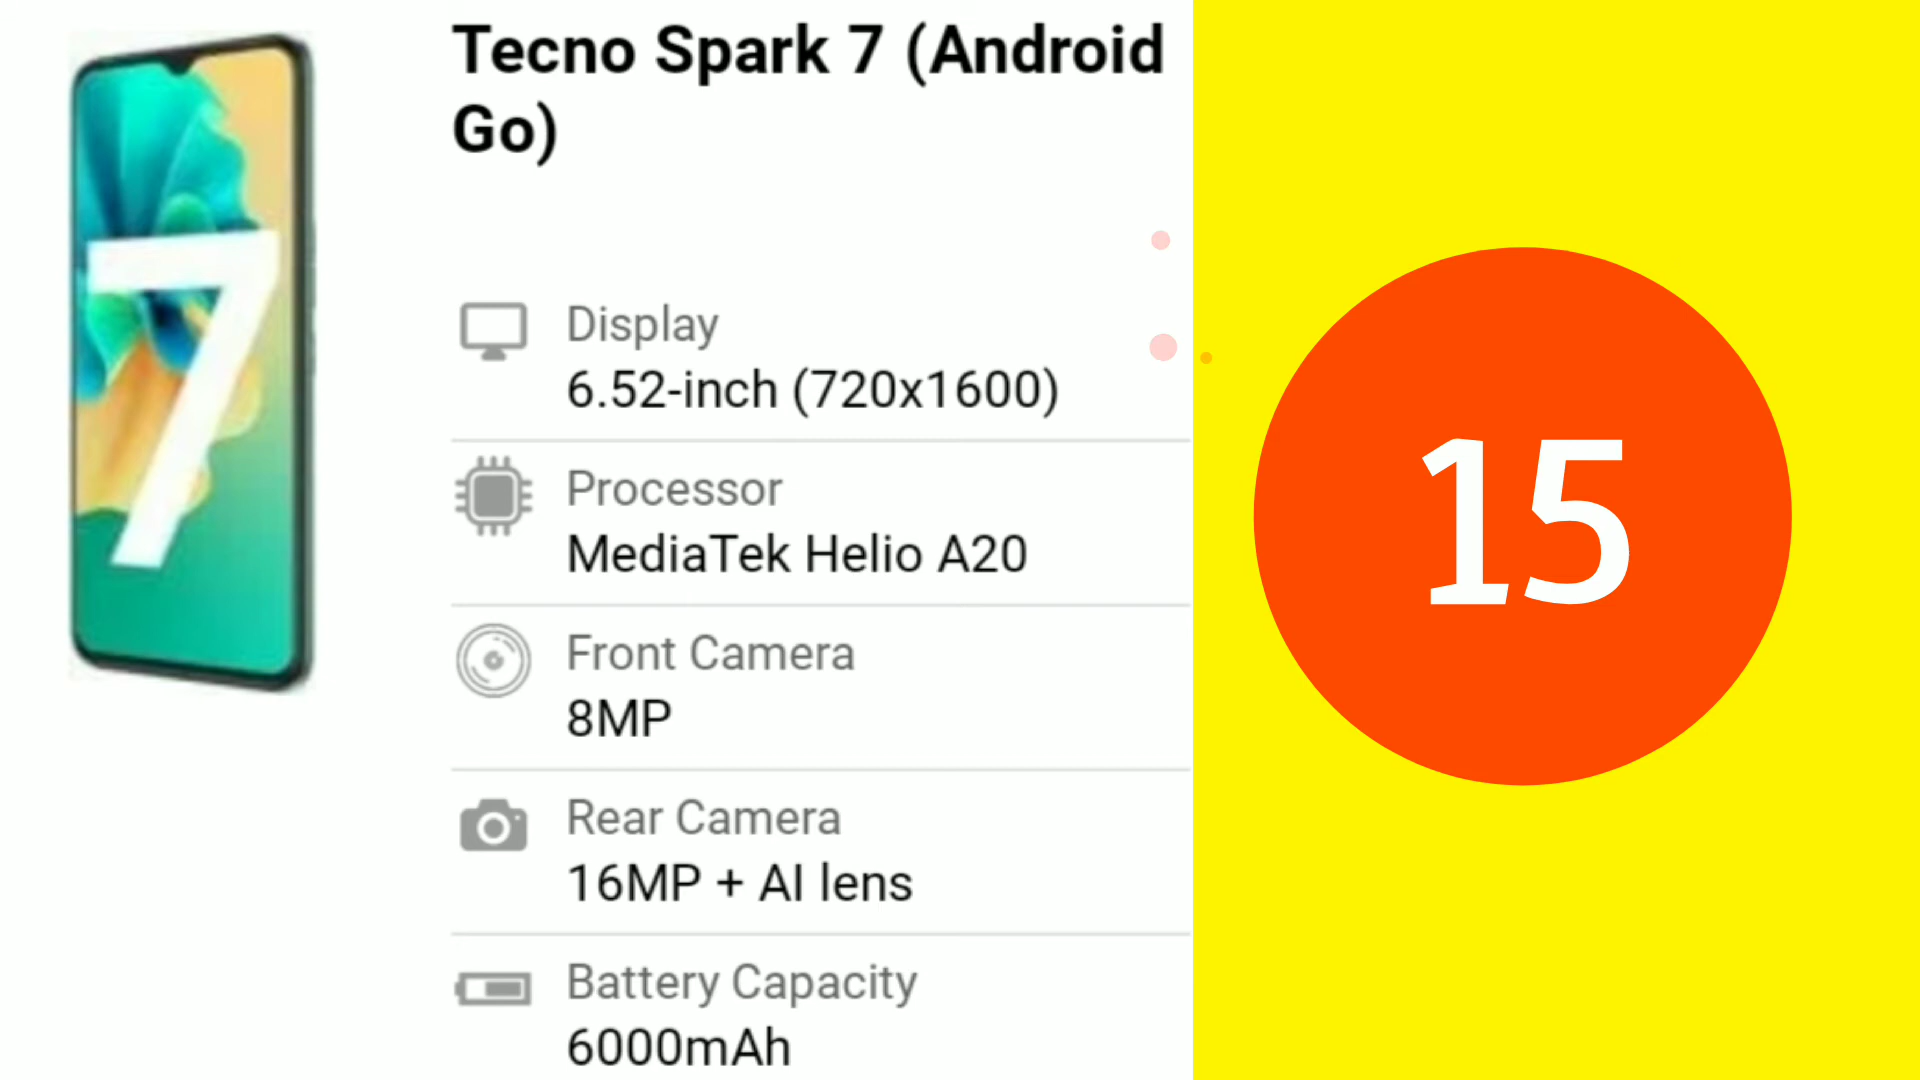 7
Tecno Spark 7 (Android
Go)
Display
6.52-inch (720x1600)
Processor
MediaTek Helio A20
Front Camera
8MP
Rear Camera
16MP + AI lens
Battery Capacity
6000mAh
15